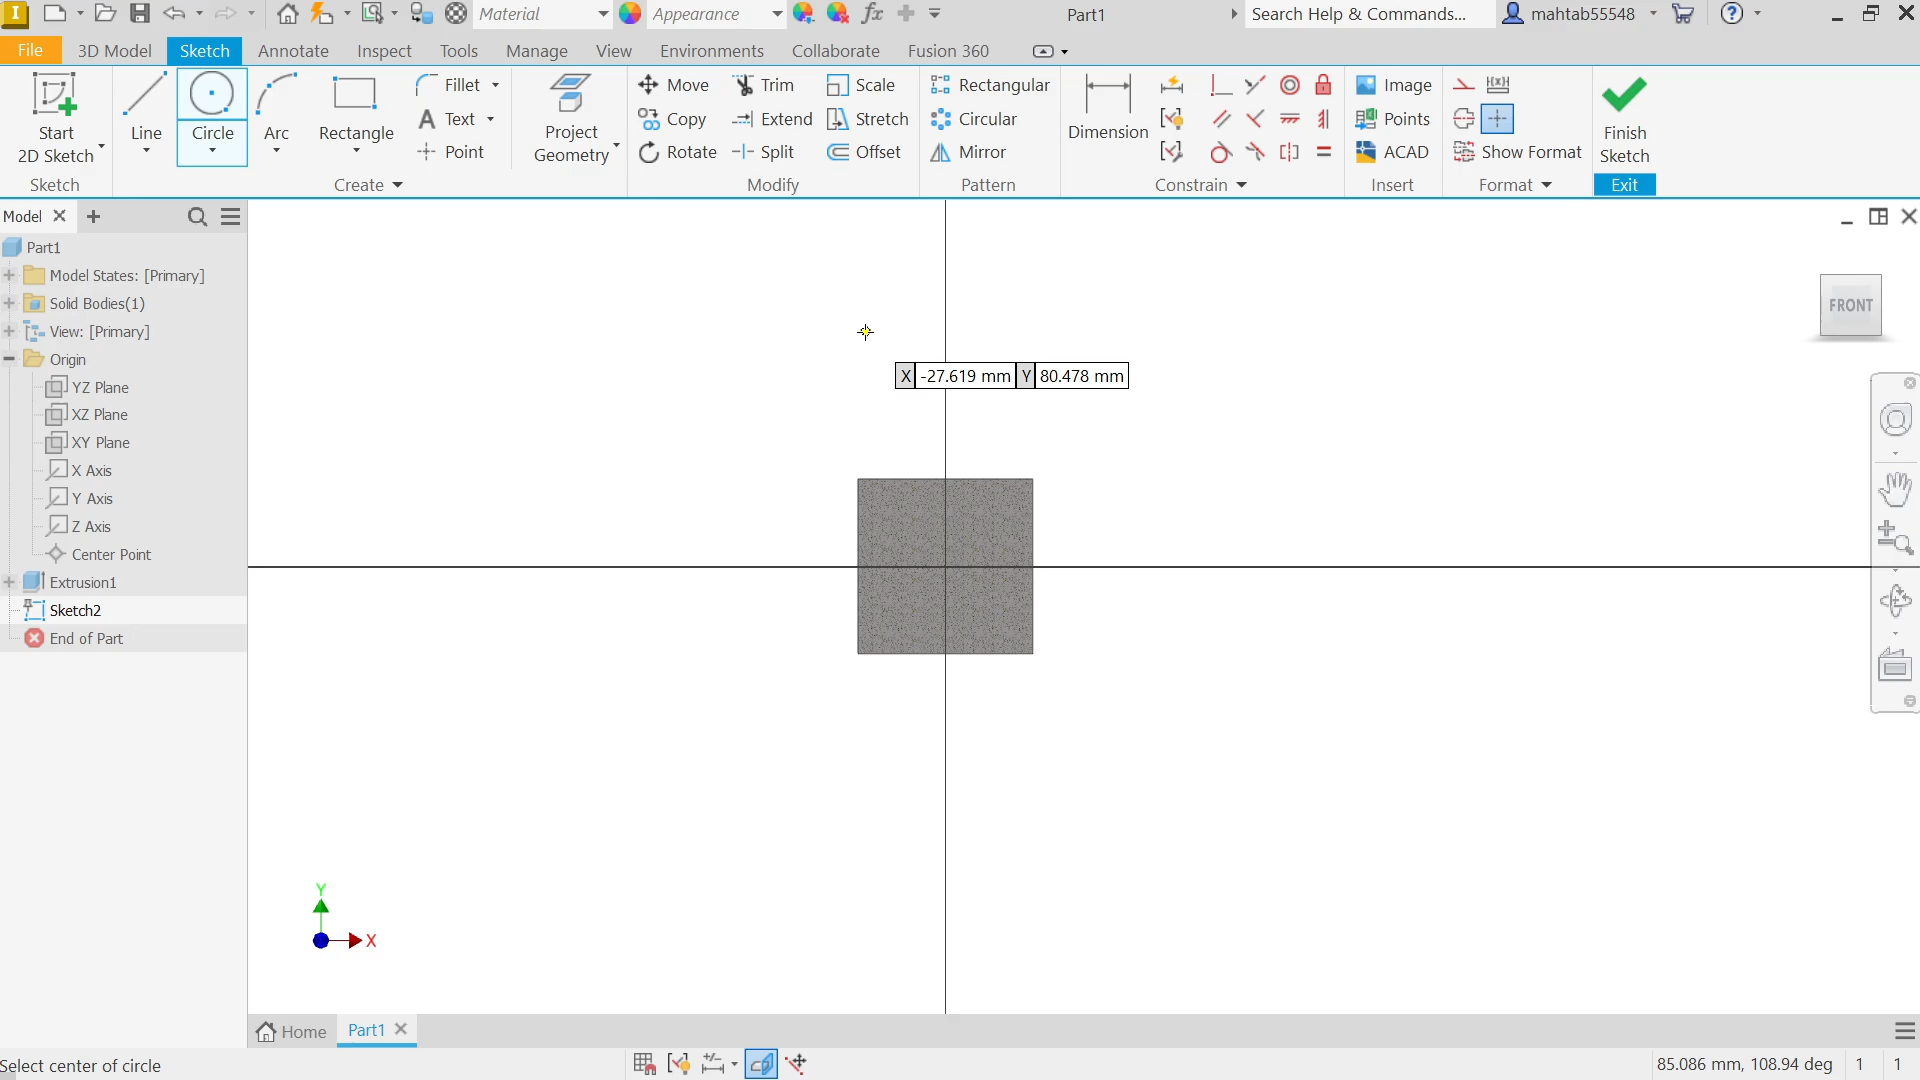 Material
Appearance
fx
Part1
Search Help & Commands...
mahtab55548
File
3D Model
Sketch
Annotate
Inspect
Tools
Manage
View
Environments
Collaborate
Fusion 360
Start
2D Sketch
Line
Circle
Arc
Rectangle
Fillet
Text
Point
Project
Geometry
Move
Copy
Rotate
Trim
Extend
Split
Scale
Stretch
Offset
Rectangular
Circular
Mirror
Dimension
Image
Points
ACAD
Show Format
Finish
Sketch
Sketch
Create
Modify
Pattern
Constrain
Insert
Format
Exit
Model
Part1
Model States: [Primary]
Solid Bodies(1)
View: [Primary]
Origin
YZ Plane
XZ Plane
XY Plane
X Axis
Y Axis
Z Axis
Center Point
Extrusion1
Sketch2
End of Part
X -27.619 mm Y 80.478 mm
FRONT
Y
X
Home
Part1
Select center of circle
85.086 mm, 108.94 deg 1 1